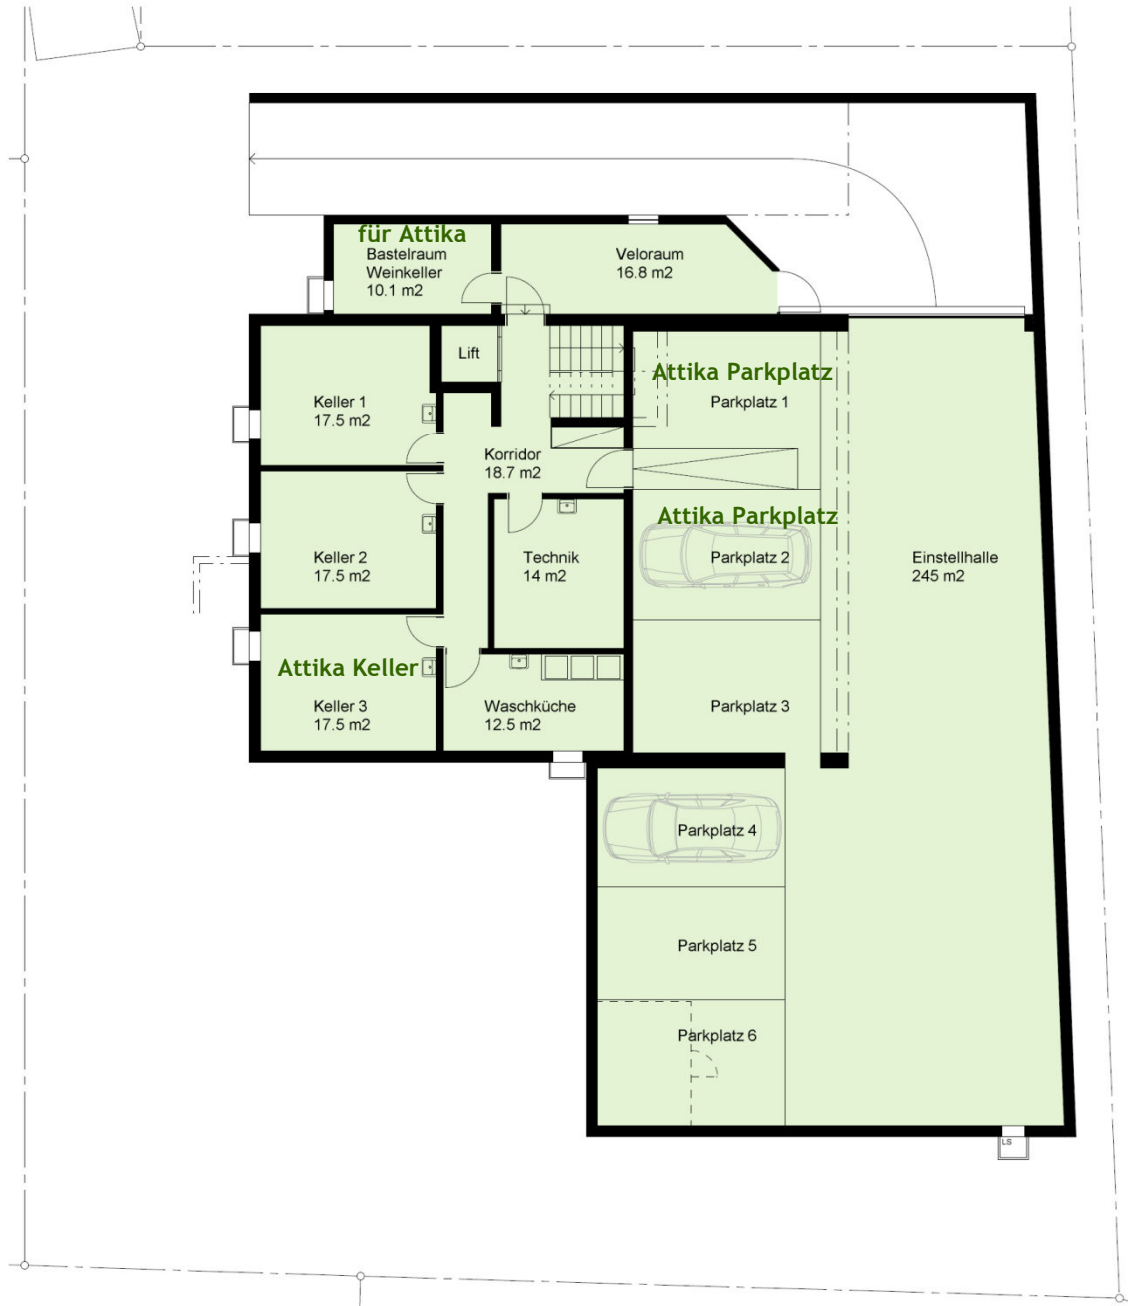 für Attika
Bastelraum
Weinkeller
10.1 m2
Veloraum
16.8 m2
Lift
Attika Parkplatz
Parkplatz 1
Keller 1
17.5 m2
Korridor
18.7 m2
Attika Parkplatz
Parkplatz 2
Keller 2
17.5 m2
Technik
14 m2
Einstellhalle
245 m2
Attika Keller
Keller 3
17.5 m2
Waschküche
12.5 m2
Parkplatz 3
Parkplatz 4
Parkplatz 5
Parkplatz 6
LS